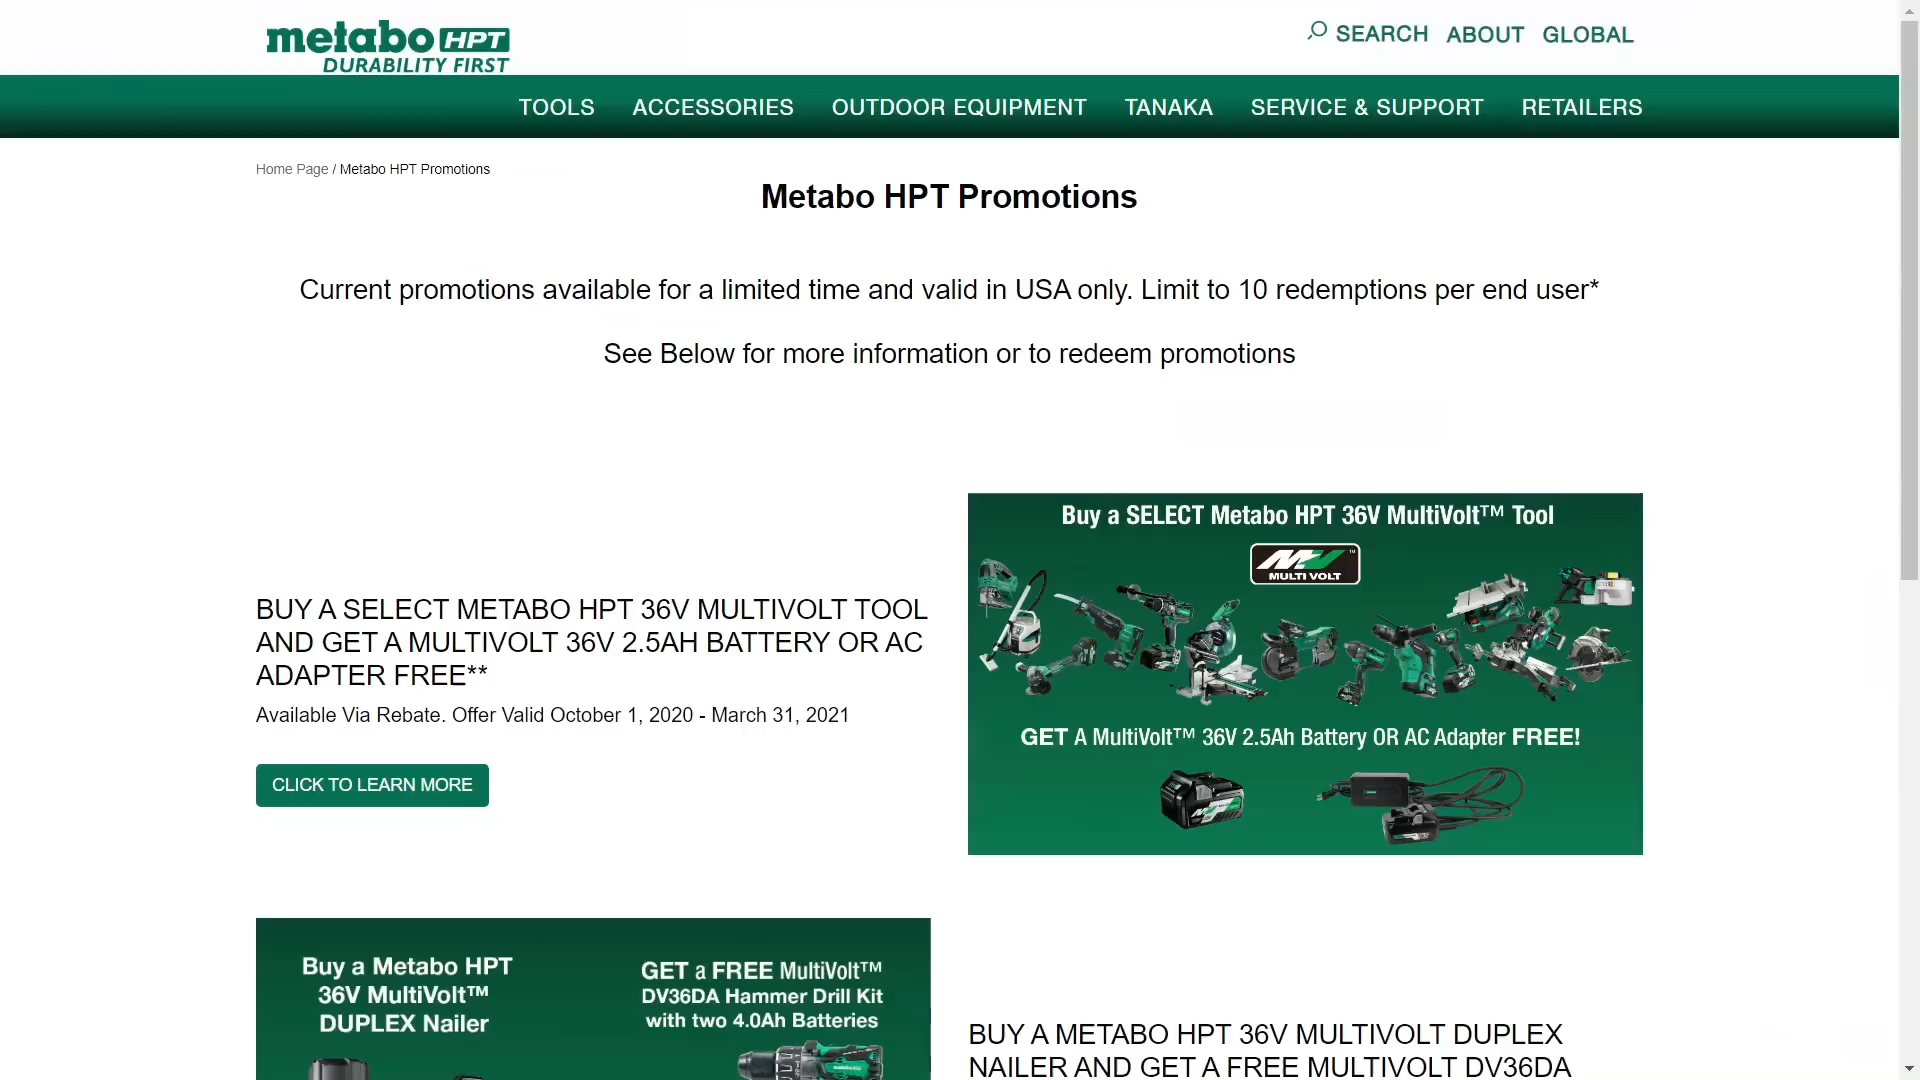 metabo HPT
DURABILITY FIRST
SEARCH ABOUT GLOBAL
TOOLS ACCESSORIES OUTDOOR EQUIPMENT TANAKA SERVICE & SUPPORT RETAILERS
Home Page / Metabo HPT Promotions
Metabo HPT Promotions
Current promotions available for a limited time and valid in USA only. Limit to 10 redemptions per end user*
See Below for more information or to redeem promotions
BUY A SELECT METABO HPT 36V MULTIVOLT TOOL
AND GET A MULTIVOLT 36V 2.5AH BATTERY OR AC
ADAPTER FREE**
Available Via Rebate. Offer Valid October 1, 2020 - March 31, 2021
CLICK TO LEARN MORE
Buy a SELECT Metabo HPT 36V MultiVolt™ Tool
MV™
MULTI VOLT
GET A MultiVolt™ 36V 2.5Ah Battery OR AC Adapter FREE!
Buy a Metabo HPT
36V MultiVolt™
DUPLEX Nailer
GET a FREE MultiVolt™
DV36DA Hammer Drill Kit
with two 4.0Ah Batteries
BUY A METABO HPT 36V MULTIVOLT DUPLEX
NAILER AND GET A FREE MULTIVOLT DV36DA